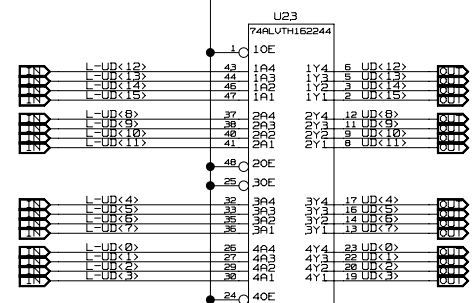 U23
74ALVTH162244
1 1OE
IN L-UD<12> 43 1A4 1Y4 6 UD<12> OUT
IN L-UD<13> 44 1A3 1Y3 5 UD<13> OUT
IN L-UD<14> 46 1A2 1Y2 3 UD<14> OUT
IN L-UD<15> 47 1A1 1Y1 2 UD<15> OUT
IN L-UD<8> 37 2A4 2Y4 12 UD<8> OUT
IN L-UD<9> 38 2A3 2Y3 11 UD<9> OUT
IN L-UD<10> 40 2A2 2Y2 9 UD<10> OUT
IN L-UD<11> 41 2A1 2Y1 8 UD<11> OUT
48 2OE
25 3OE
IN L-UD<4> 32 3A4 3Y4 17 UD<4> OUT
IN L-UD<5> 33 3A3 3Y3 16 UD<5> OUT
IN L-UD<6> 35 3A2 3Y2 14 UD<6> OUT
IN L-UD<7> 36 3A1 3Y1 13 UD<7> OUT
IN L-UD<0> 26 4A4 4Y4 23 UD<0> OUT
IN L-UD<1> 27 4A3 4Y3 22 UD<1> OUT
IN L-UD<2> 29 4A2 4Y2 20 UD<2> OUT
IN L-UD<3> 30 4A1 4Y1 19 UD<3> OUT
24 4OE